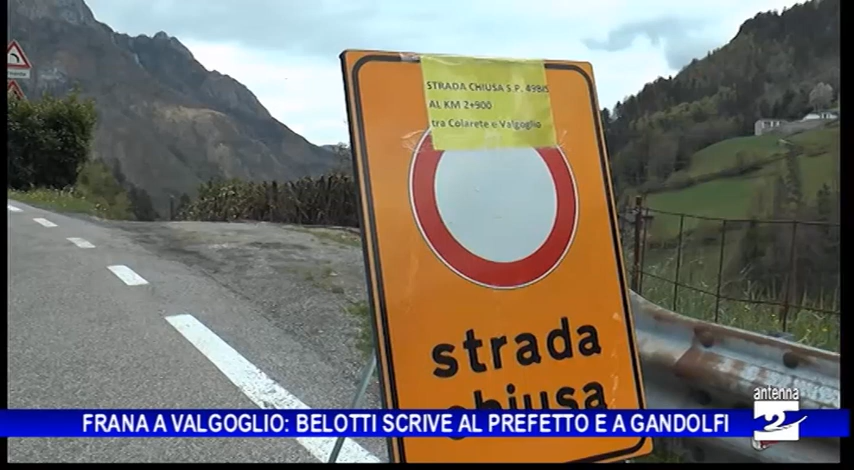 STRADA CHIUSA S.P. 49BIS
AL KM 2+900
tra Colarete e Valgoglio
strada
chiusa
antenna
2
FRANA A VALGOGLIO: BELOTTI SCRIVE AL PREFETTO E A GANDOLFI